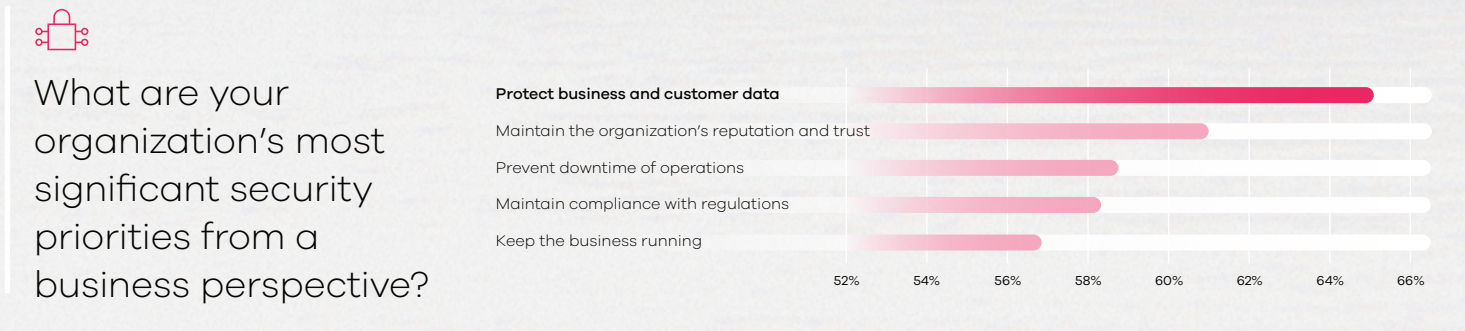 What are your
organization’s most
significant security
priorities from a
business perspective?
Protect business and customer data
Maintain the organization’s reputation and trust
Prevent downtime of operations
Maintain compliance with regulations
Keep the business running
52% 54% 56% 58% 60% 62% 64% 66%